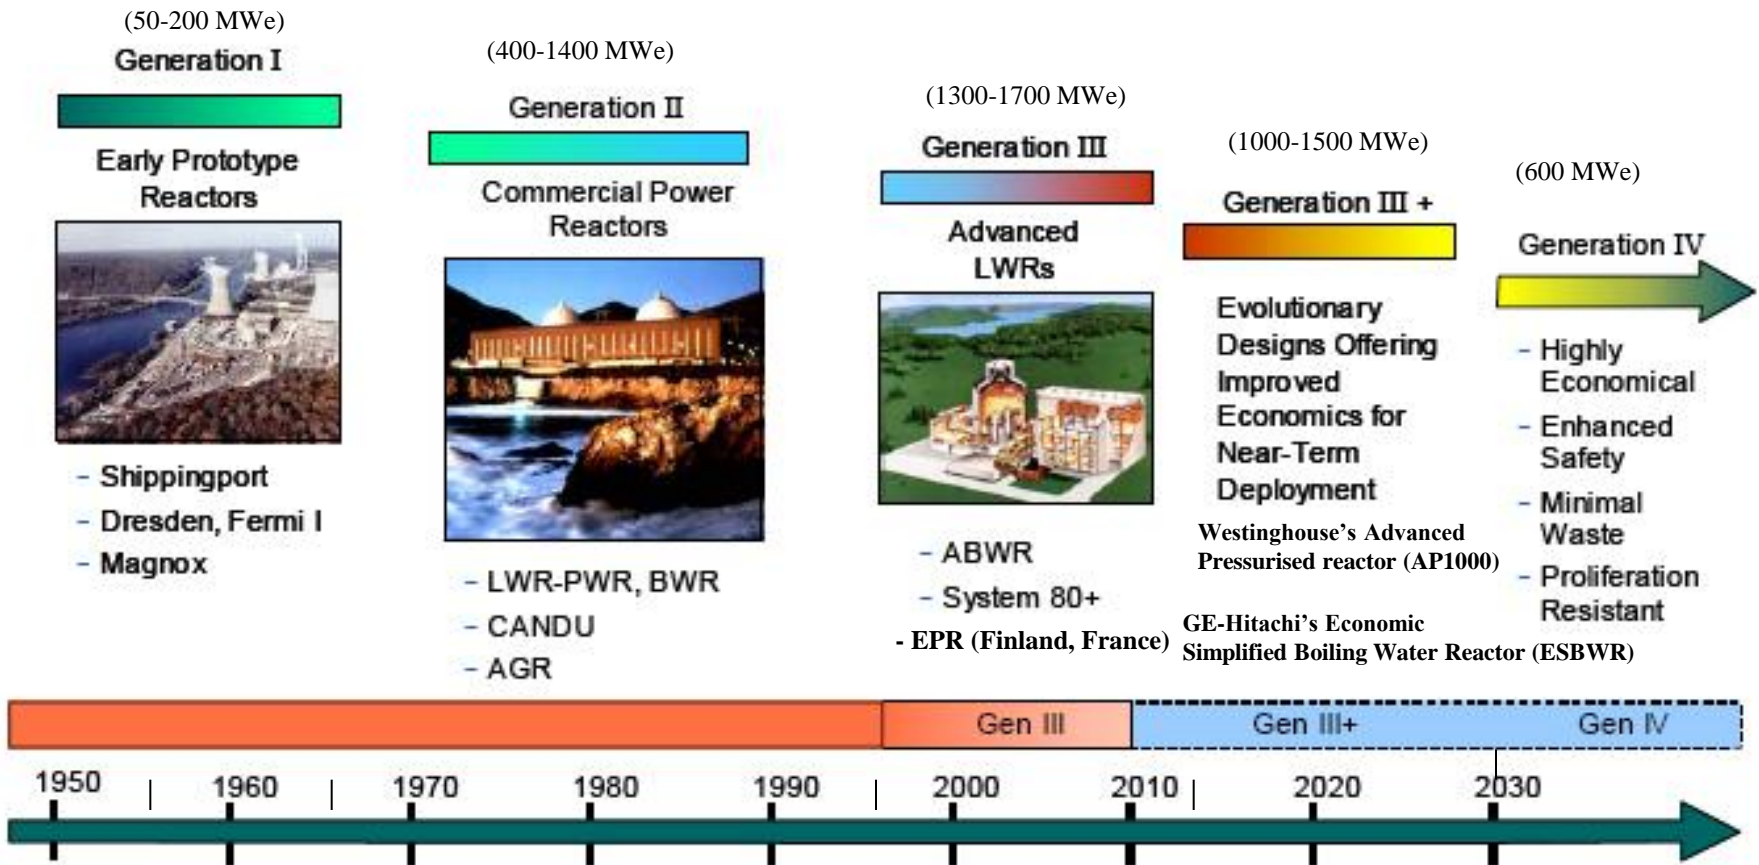 (50-200 MWe)
Generation I
Early Prototype
Reactors
- Shippingport
- Dresden, Fermi I
- Magnox
(400-1400 MWe)
Generation II
Commercial Power
Reactors
- LWR-PWR, BWR
- CANDU
- AGR
(1300-1700 MWe)
Generation III
Advanced
LWRs
- ABWR
- System 80+
- EPR (Finland, France)
(1000-1500 MWe)
Generation III +
Evolutionary
Designs Offering
Improved
Economics for
Near-Term
Deployment
Westinghouse's Advanced
Pressurised reactor (AP1000)
GE-Hitachi's Economic
Simplified Boiling Water Reactor (ESBWR)
(600 MWe)
Generation IV
- Highly
Economical
- Enhanced
Safety
- Minimal
Waste
- Proliferation
Resistant
Gen III
Gen III+
Gen IV
1950
1960
1970
1980
1990
2000
2010
2020
2030